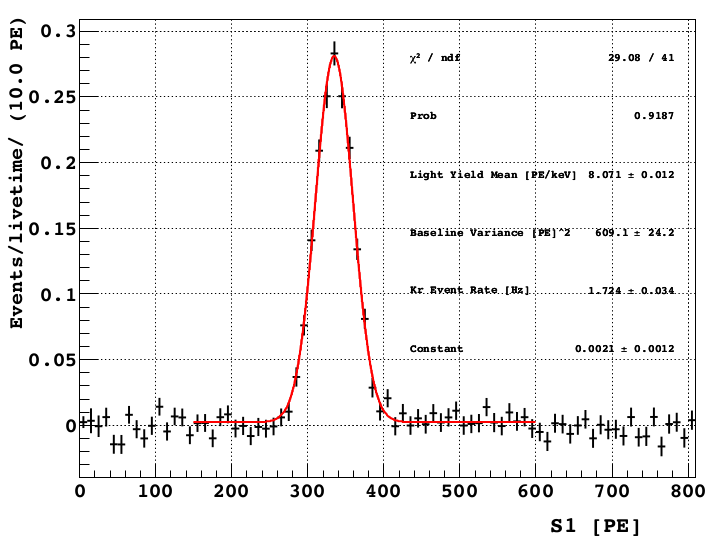 Events/livetime/ (10.0 PE)
0.3
0.25
0.2
0.15
0.1
0.05
0
χ² / ndf 29.08 / 41
Prob 0.9187
Light Yield Mean [PE/keV] 8.071 ± 0.012
Baseline Variance [PE]^2 609.1 ± 24.2
Kr Event Rate [Hz] 1.724 ± 0.034
Constant 0.0021 ± 0.0012
0 100 200 300 400 500 600 700 800
S1 [PE]